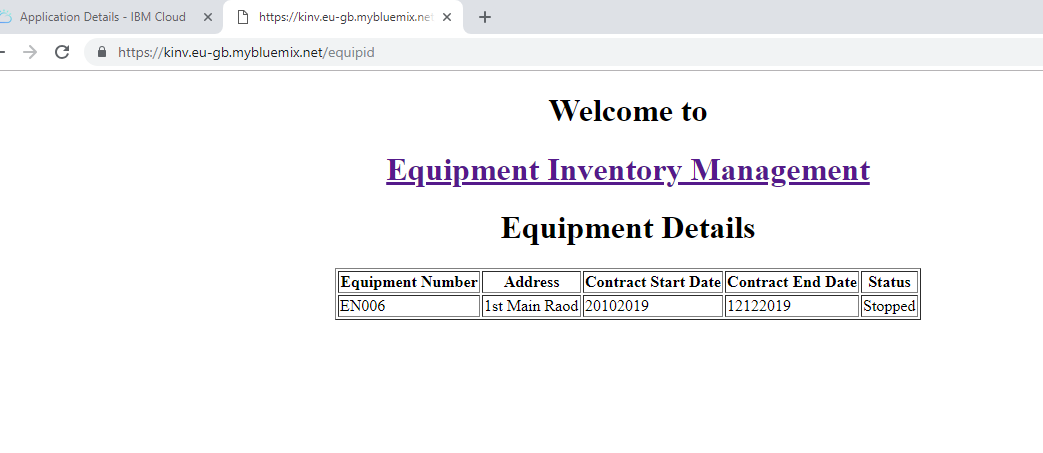 Application Details - IBM Cloud
https://kinv.eu-gb.mybluemix.net
https://kinv.eu-gb.mybluemix.net/equipid
Welcome to
Equipment Inventory Management
Equipment Details
Equipment Number Address Contract Start Date Contract End Date Status
EN006 1st Main Raod 20102019 12122019 Stopped